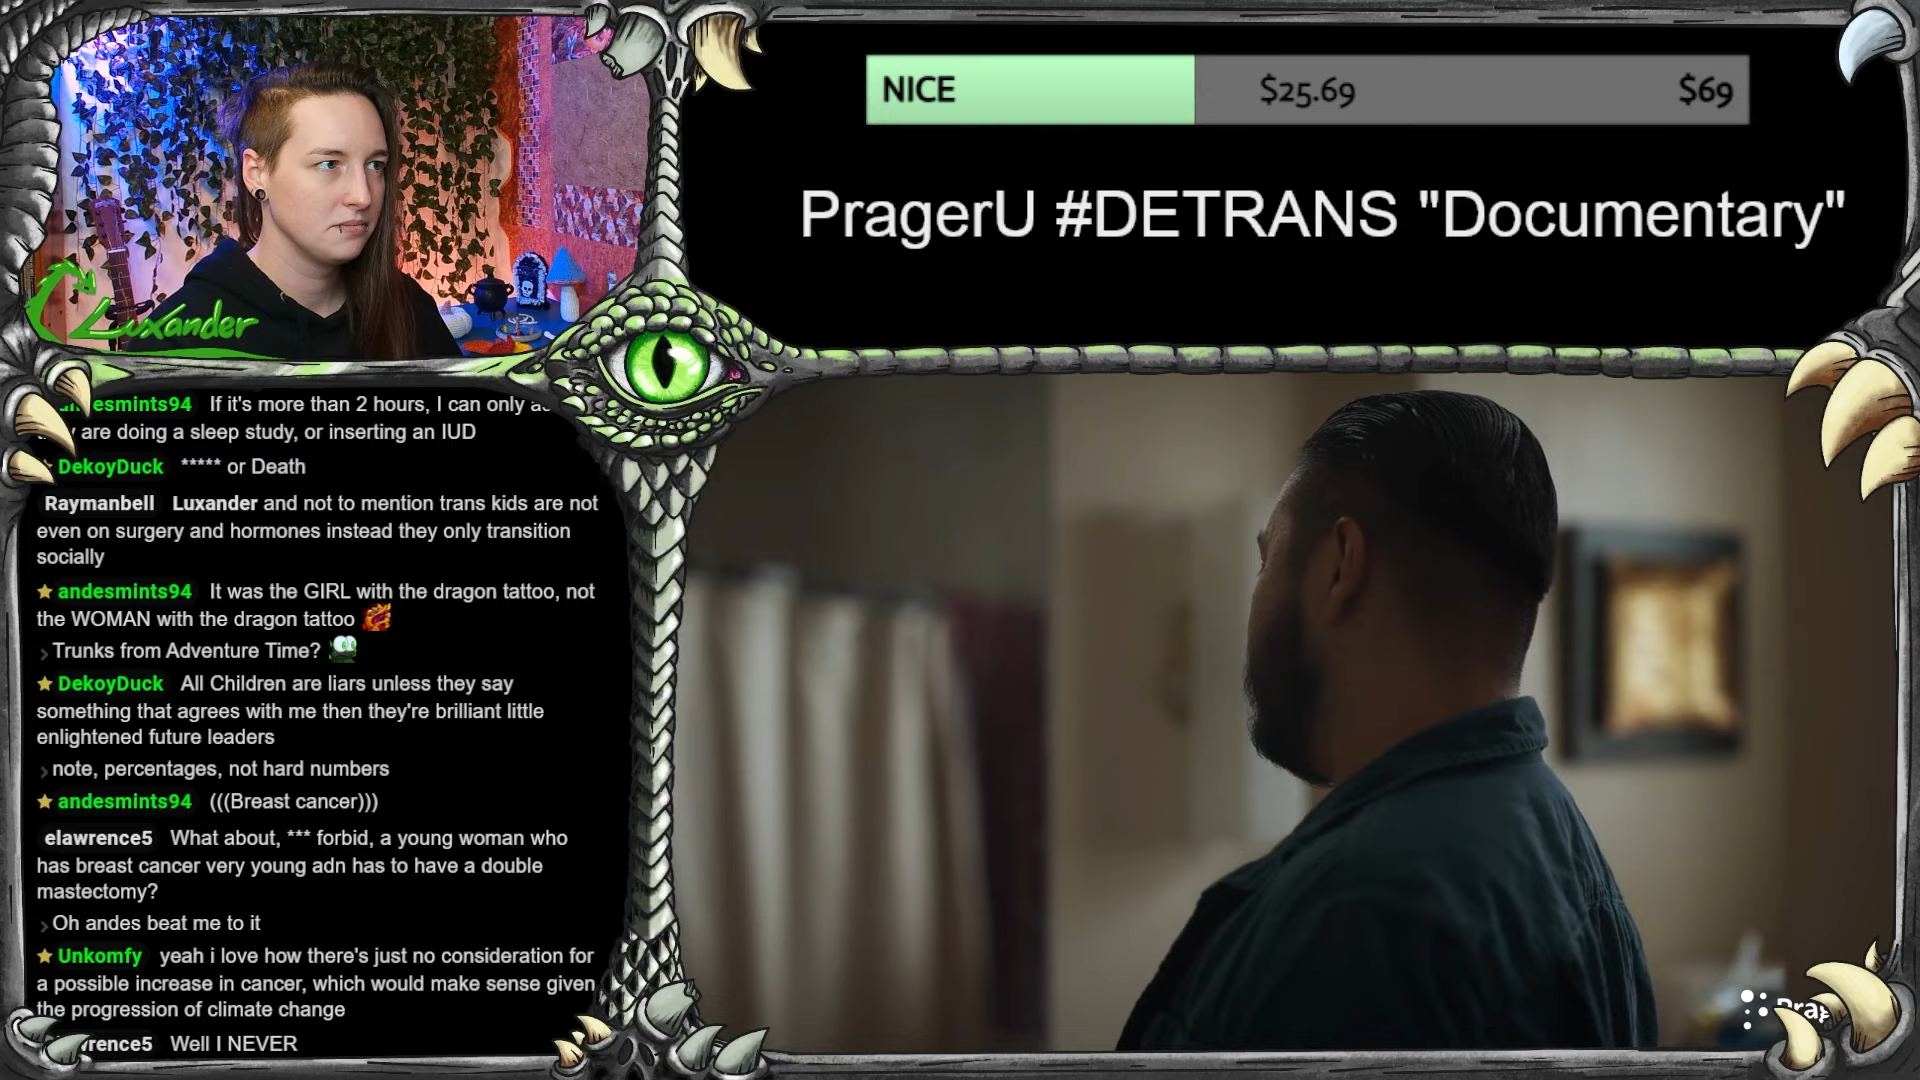 NICE $25.69 $69
PragerU #DETRANS "Documentary"
Luxander
If it's more than 2 hours, I can only
are doing a sleep study, or inserting an IUD
DekoyDuck ***** or Death
Raymanbell Luxander and not to mention trans kids are not
even on surgery and hormones instead they only transition
socially
andesmints94 It was the GIRL with the dragon tattoo, not
the WOMAN with the dragon tattoo
Trunks from Adventure Time?
DekoyDuck All Children are liars unless they say
something that agrees with me then they're brilliant little
enlightened future leaders
note, percentages, not hard numbers
andesmints94 (((Breast cancer)))
elawrence5 What about, *** forbid, a young woman who
has breast cancer very young adn has to have a double
mastectomy?
Oh andes beat me to it
Unkomfy yeah i love how there's just no consideration for
a possible increase in cancer, which would make sense given
the progression of climate change
Well I NEVER